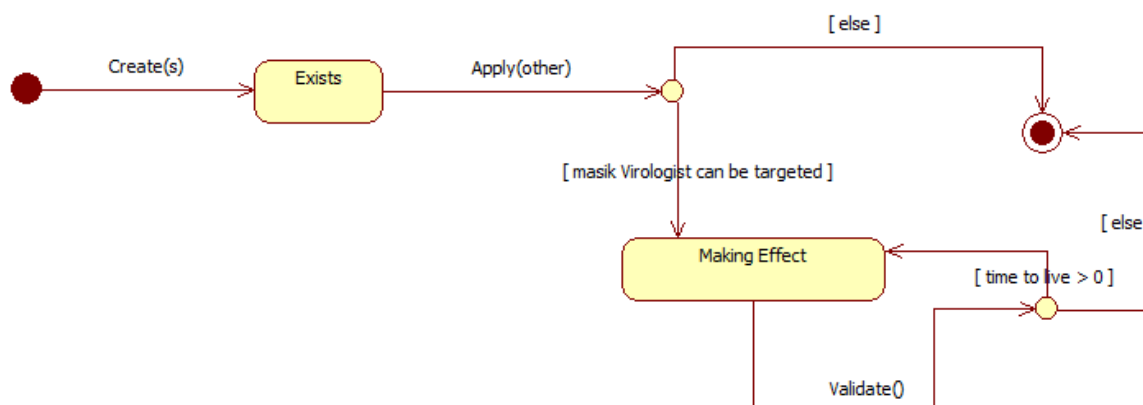 [ else ]
Create(s)
Exists
Apply(other)
[ masik Virologist can be targeted ]
[ else
Making Effect
[ time to live > 0 ]
Validate()